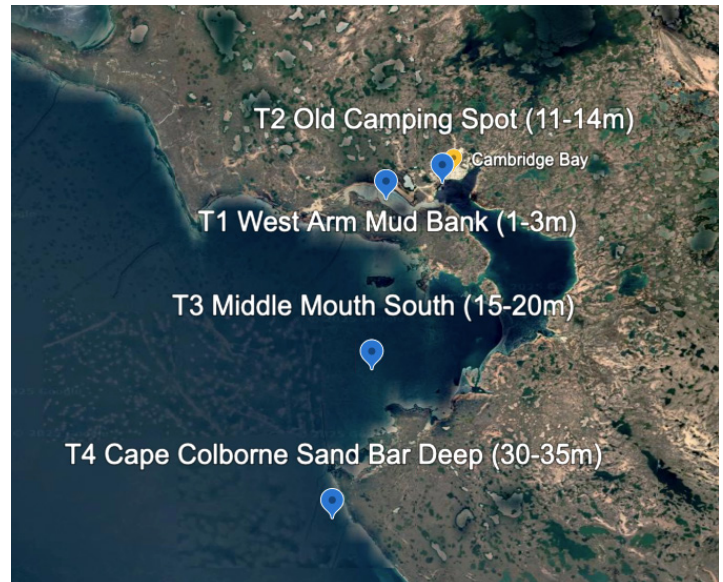 T2 Old Camping Spot (11-14m)
Cambridge Bay
T1 West Arm Mud Bank (1-3m)
T3 Middle Mouth South (15-20m)
T4 Cape Colborne Sand Bar Deep (30-35m)